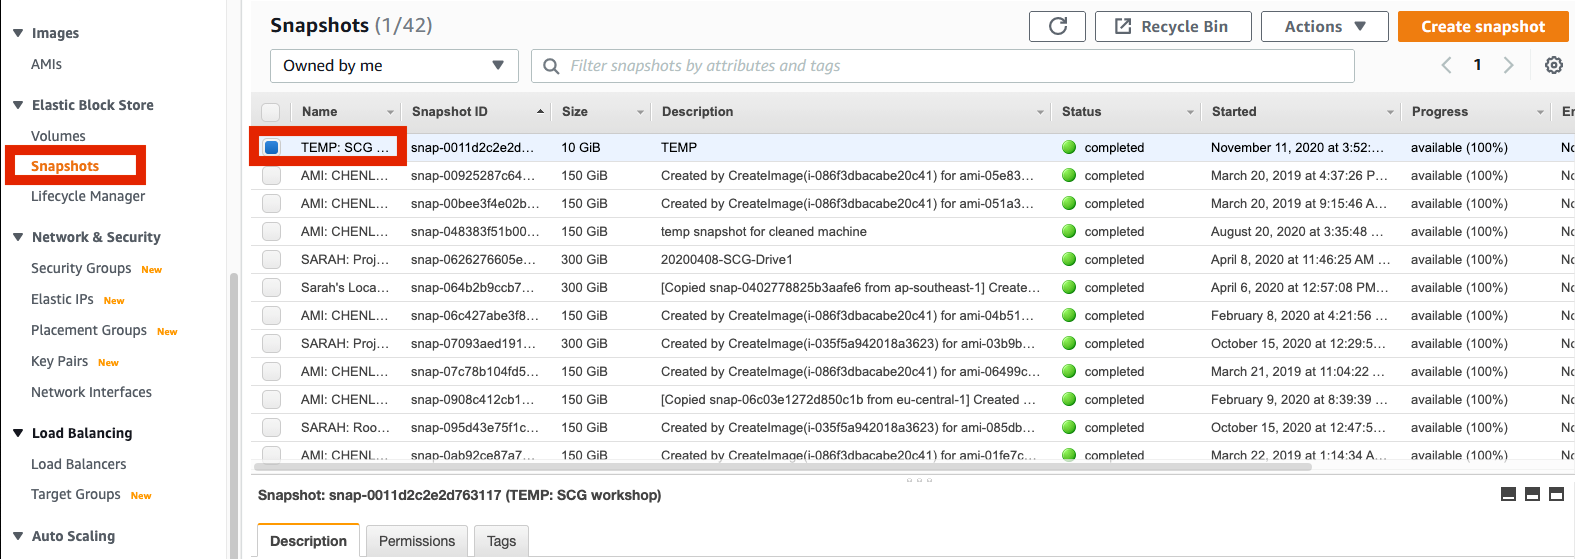 Images
AMIs
Elastic Block Store
Volumes
Snapshots
Lifecycle Manager
Network & Security
Security Groups New
Elastic IPs New
Placement Groups New
Key Pairs New
Network Interfaces
Load Balancing
Load Balancers
Target Groups New
Auto Scaling
Snapshots (1/42)
Recycle Bin
Actions
Create snapshot
Owned by me
Filter snapshots by attributes and tags
1
Name Snapshot ID Size Description Status Started Progress En
TEMP: SCG ... snap-0011d2c2e2d... 10 GiB TEMP completed November 11, 2020 at 3:52:... available (100%) No
AMI: CHENL... snap-00925287c64... 150 GiB Created by CreateImage(i-086f3dbacabe20c41) for ami-05e83... completed March 20, 2019 at 4:37:26 P... available (100%) No
AMI: CHENL... snap-00bee3f4e02b... 150 GiB Created by CreateImage(i-086f3dbacabe20c41) for ami-051a3... completed March 20, 2019 at 9:15:46 A... available (100%) No
AMI: CHENL... snap-048383f51b00... 150 GiB temp snapshot for cleaned machine completed August 20, 2020 at 3:35:48 ... available (100%) No
SARAH: Proj... snap-0626276605e... 300 GiB 20200408-SCG-Drive1 completed April 8, 2020 at 11:46:25 AM ... available (100%) No
Sarah's Loca... snap-064b2b9ccb7... 300 GiB [Copied snap-0402778825b3aafe6 from ap-southeast-1] Create... completed April 6, 2020 at 12:57:08 PM... available (100%) No
AMI: CHENL... snap-06c427abe3f8... 150 GiB Created by CreateImage(i-086f3dbacabe20c41) for ami-04b51... completed February 8, 2020 at 4:21:56 ... available (100%) No
SARAH: Proj... snap-07093aed191... 300 GiB Created by CreateImage(i-035f5a942018a3623) for ami-03b9b... completed October 15, 2020 at 12:29:5... available (100%) No
AMI: CHENL... snap-07c78b104fd5... 150 GiB Created by CreateImage(i-086f3dbacabe20c41) for ami-06499c... completed March 21, 2019 at 11:04:22 ... available (100%) No
AMI: CHENL... snap-0908c412cb1... 150 GiB [Copied snap-06c03e1272d850c1b from eu-central-1] Created ... completed February 9, 2020 at 8:39:39 ... available (100%) No
SARAH: Roo... snap-095d43e75f1c... 150 GiB Created by CreateImage(i-035f5a942018a3623) for ami-085db... completed October 15, 2020 at 12:47:5... available (100%) No
AMI: CHENL... snap-0ab92ce87a7... 150 GiB Created by CreateImage(i-086f3dbacabe20c41) for ami-01fe7c... completed March 22, 2019 at 1:14:34 A... available (100%) No
Snapshot: snap-0011d2c2e2d763117 (TEMP: SCG workshop)
Description Permissions Tags